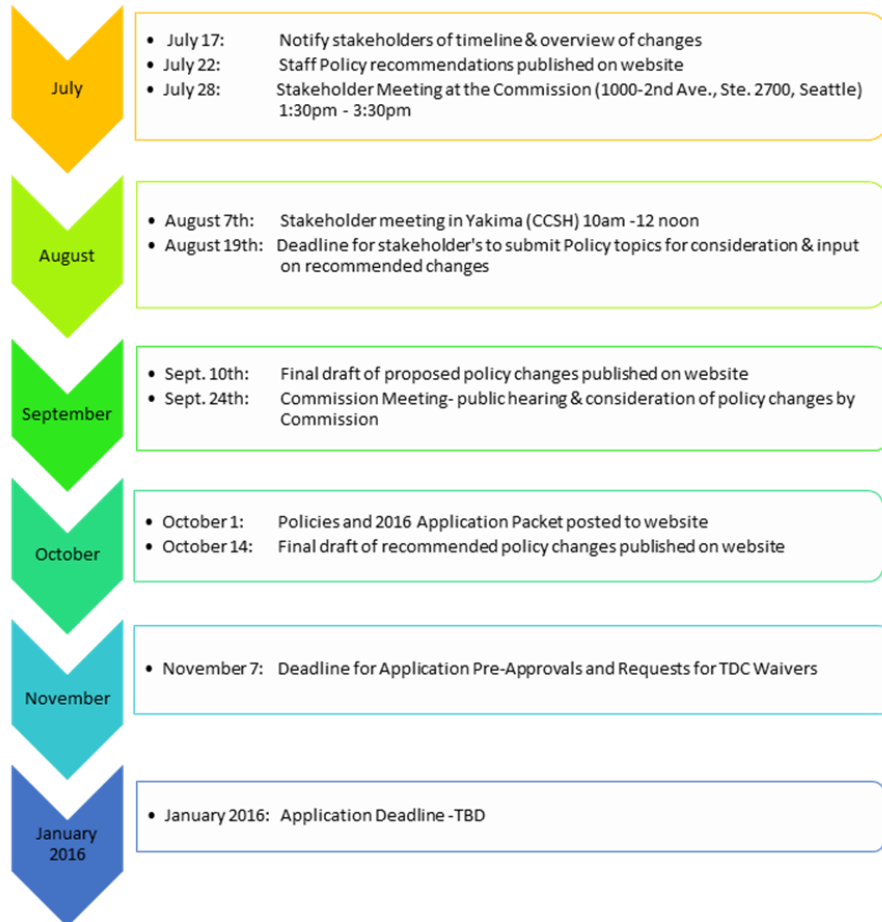 July
• July 17: Notify stakeholders of timeline & overview of changes
• July 22: Staff Policy recommendations published on website
• July 28: Stakeholder Meeting at the Commission (1000-2nd Ave., Ste. 2700, Seattle)
1:30pm - 3:30pm
August
• August 7th: Stakeholder meeting in Yakima (CCSH) 10am -12 noon
• August 19th: Deadline for stakeholder's to submit Policy topics for consideration & input
on recommended changes
September
• Sept. 10th: Final draft of proposed policy changes published on website
• Sept. 24th: Commission Meeting- public hearing & consideration of policy changes by
Commission
October
• October 1: Policies and 2016 Application Packet posted to website
• October 14: Final draft of recommended policy changes published on website
November
• November 7: Deadline for Application Pre-Approvals and Requests for TDC Waivers
January
2016
• January 2016: Application Deadline -TBD